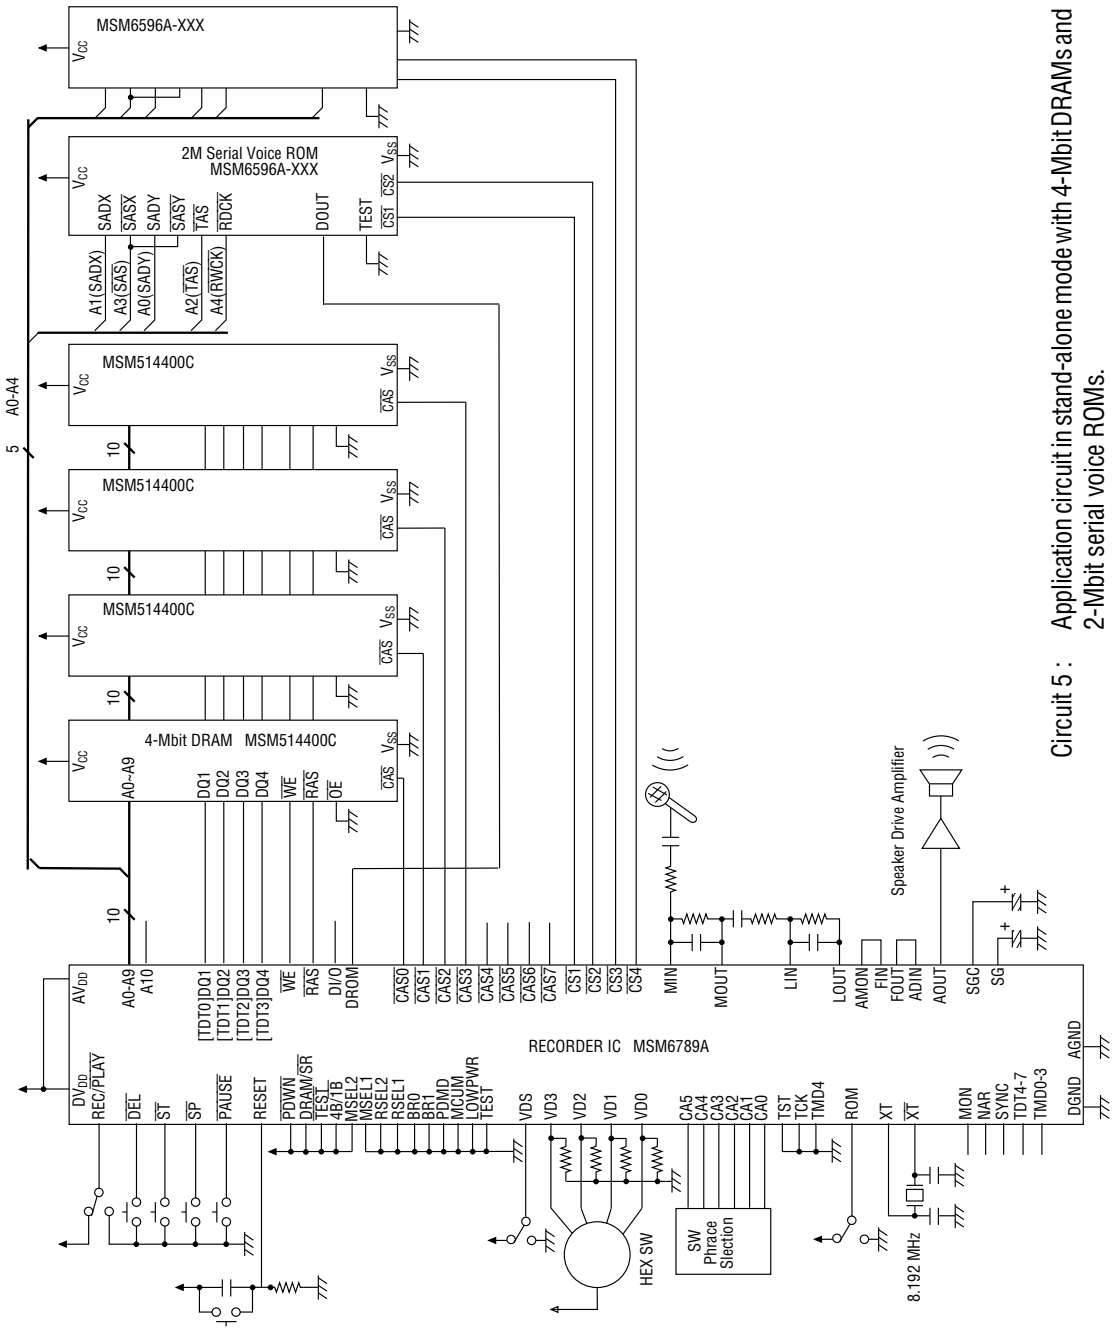 MSM6596A-XXX
VCC
2M Serial Voice ROM
MSM6596A-XXX
VCC
VSS
SADX
SASX
SADY
SASY
TAS
RDCK
DOUT
TEST
CS1
CS2
A1(SADX)
A3(SAS)
A0(SADY)
A2(TAS)
A4(RWCK)
5
A0-A4
MSM514400C
VCC
VSS
CAS
10
MSM514400C
VCC
VSS
CAS
10
MSM514400C
VCC
VSS
CAS
10
4-Mbit DRAM MSM514400C
VCC
VSS
CAS
A0~A9
DQ1
DQ2
DQ3
DQ4
WE
RAS
OE
10
AVDD
A0-A9
A10
[TDT0]DQ1
[TDT1]DQ2
[TDT2]DQ3
[TDT3]DQ4
WE
RAS
DI/O
DROM
CAS0
CAS1
CAS2
CAS3
CAS4
CAS5
CAS6
CAS7
CS1
CS2
CS3
CS4
MIN
MOUT
LIN
LOUT
AMON
FIN
FOUT
ADIN
AOUT
SGC
SG
+
+
Speaker Drive Amplifier
RECORDER IC MSM6789A
DVDD
REC/PLAY
DEL
ST
SP
PAUSE
RESET
PDWN
DRAM/SR
TEST
4B/1B
MSEL2
MSEL1
RSEL2
RSEL1
BR0
BR1
PDMD
MCUM
LOWPWR
TEST
VDS
VD3
VD2
VD1
VD0
CA5
CA4
CA3
CA2
CA1
CA0
TST
TCK
TMD4
ROM
XT
XT
MON
NAR
SYNC
TDT4-7
TMD0-3
DGND
AGND
HEX SW
SW
Phrace
Slection
8.192 MHz
Circuit 5 : Application circuit in stand-alone mode with 4-Mbit DRAMs and
2-Mbit serial voice ROMs.